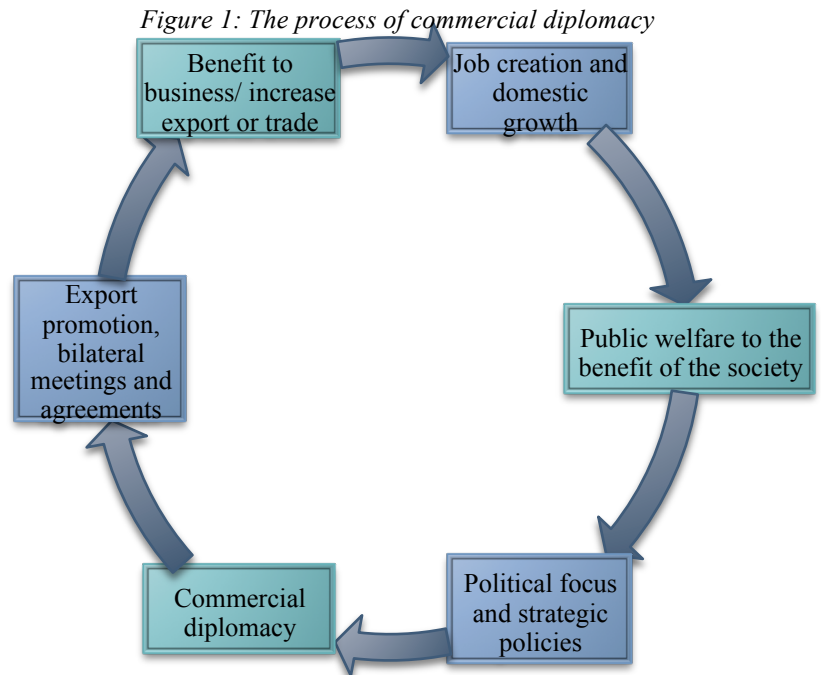 Figure 1: The process of commercial diplomacy
Benefit to
business/ increase
export or trade
Job creation and
domestic
growth
Public welfare to the
benefit of the society
Political focus
and strategic
policies
Commercial
diplomacy
Export
promotion,
bilateral
meetings and
agreements